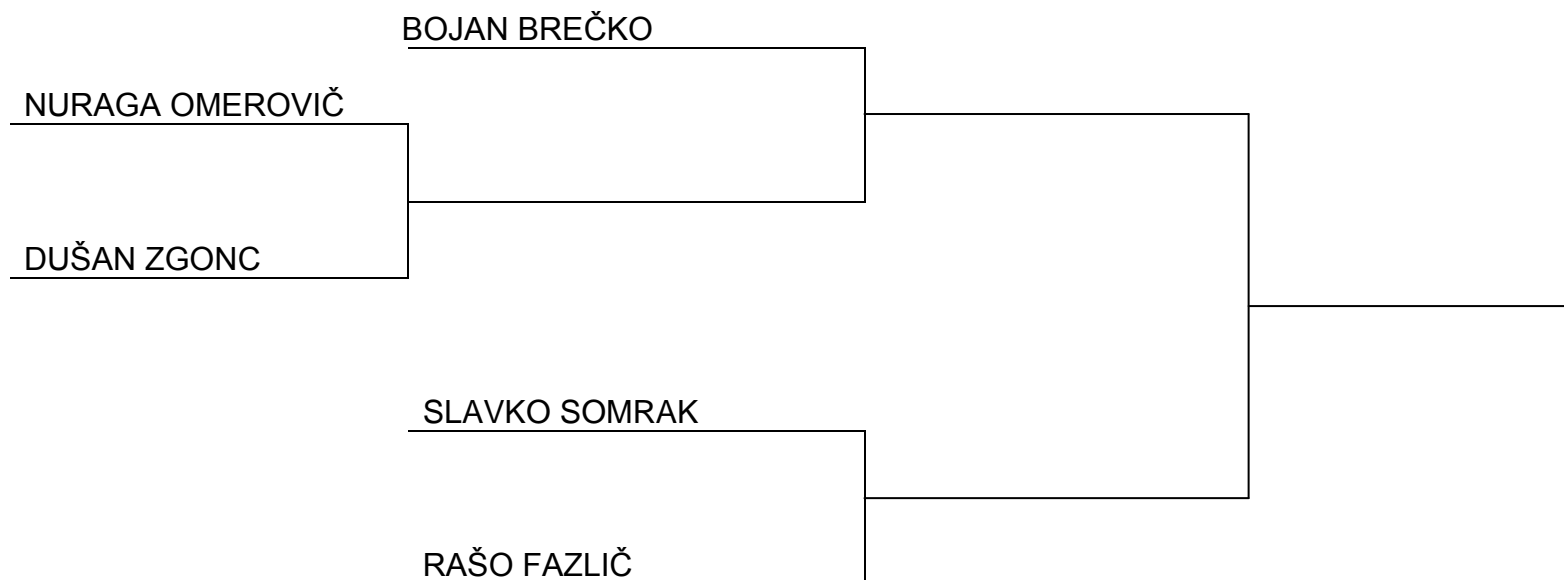 BOJAN BREČKO
NURAGA OMEROVIČ
DUŠAN ZGONC
SLAVKO SOMRAK
RAŠO FAZLIČ